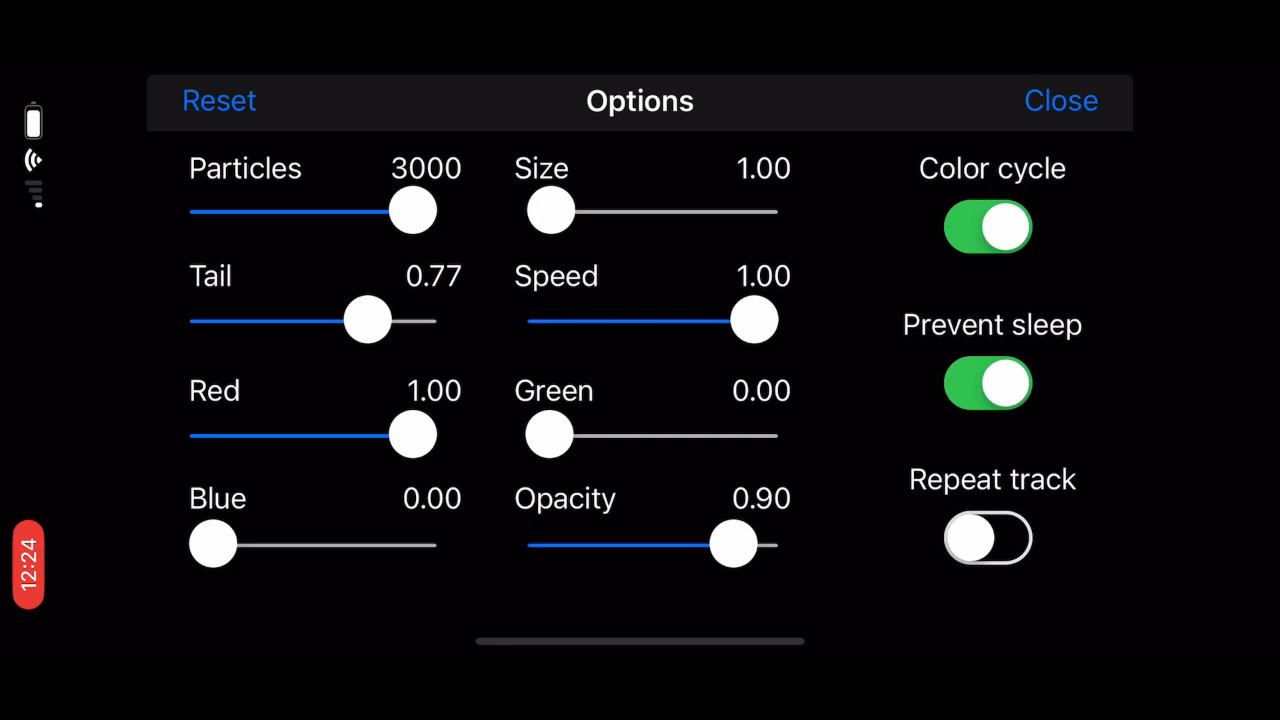 Reset Options Close
Particles 3000 Size 1.00 Color cycle
Tail 0.77 Speed 1.00
Prevent sleep
Red 1.00 Green 0.00
Repeat track
Blue 0.00 Opacity 0.90
12:24